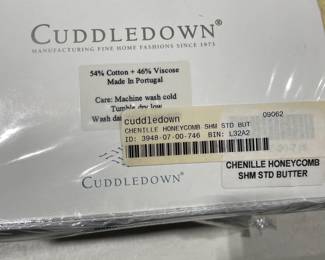 CUDDLEDOWN®
MANUFACTURING FINE HOME FASHIONS SINCE 1973
54% Cotton + 46% Viscose
Made In Portugal
Care: Machine wash cold
Tumble dry low
Wash da
cuddledown 09062
CHENILLE HONEYCOMB SHM STD BUT
ID: 3948-07-00-746 BIN: L32A2
CHENILLE HONEYCOMB
SHM STD BUTTER
CUDDLEDOWN®